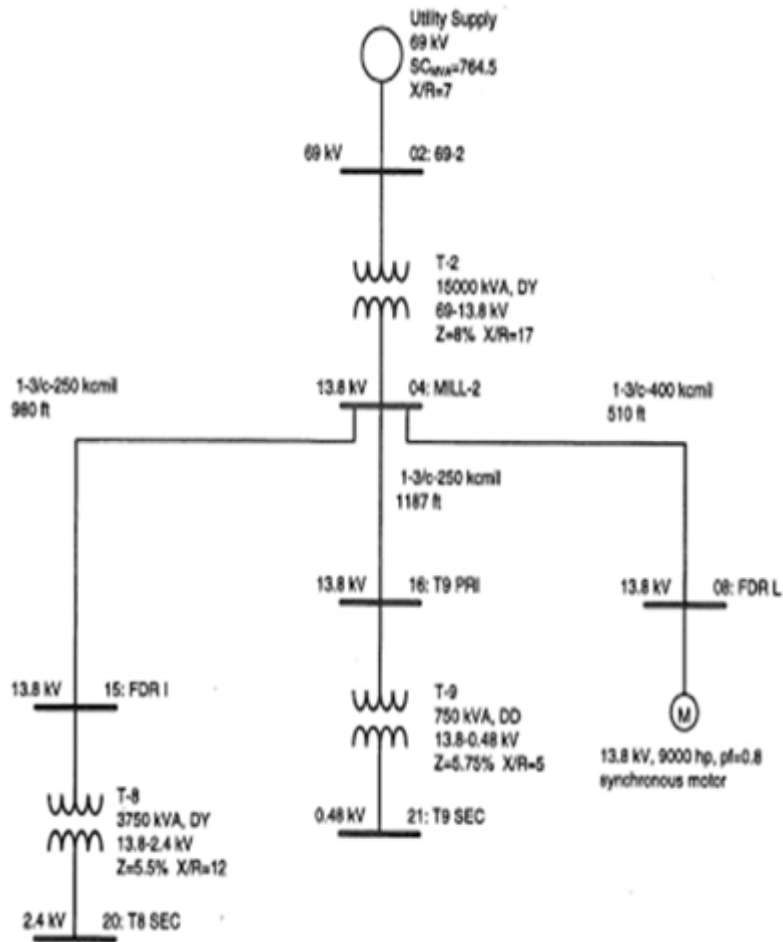 Utility Supply
69 kV
SCMVA=764.5
X/R=7
69 kV
02: 69-2
T-2
15000 kVA, DY
69-13.8 kV
Z=8% X/R=17
1-3/c-250 kcmil
980 ft
13.8 kV
04: MILL-2
1-3/c-400 kcmil
510 ft
1-3/c-250 kcmil
1187 ft
13.8 kV
16: T9 PRI
13.8 kV
08: FDR L
13.8 kV
15: FDR I
T-9
750 kVA, DD
13.8-0.48 kV
Z=5.75% X/R=5
M
13.8 kV, 9000 hp, pf=0.8
synchronous motor
T-8
3750 kVA, DY
13.8-2.4 kV
Z=5.5% X/R=12
0.48 kV
21: T9 SEC
2.4 kV
20: T8 SEC